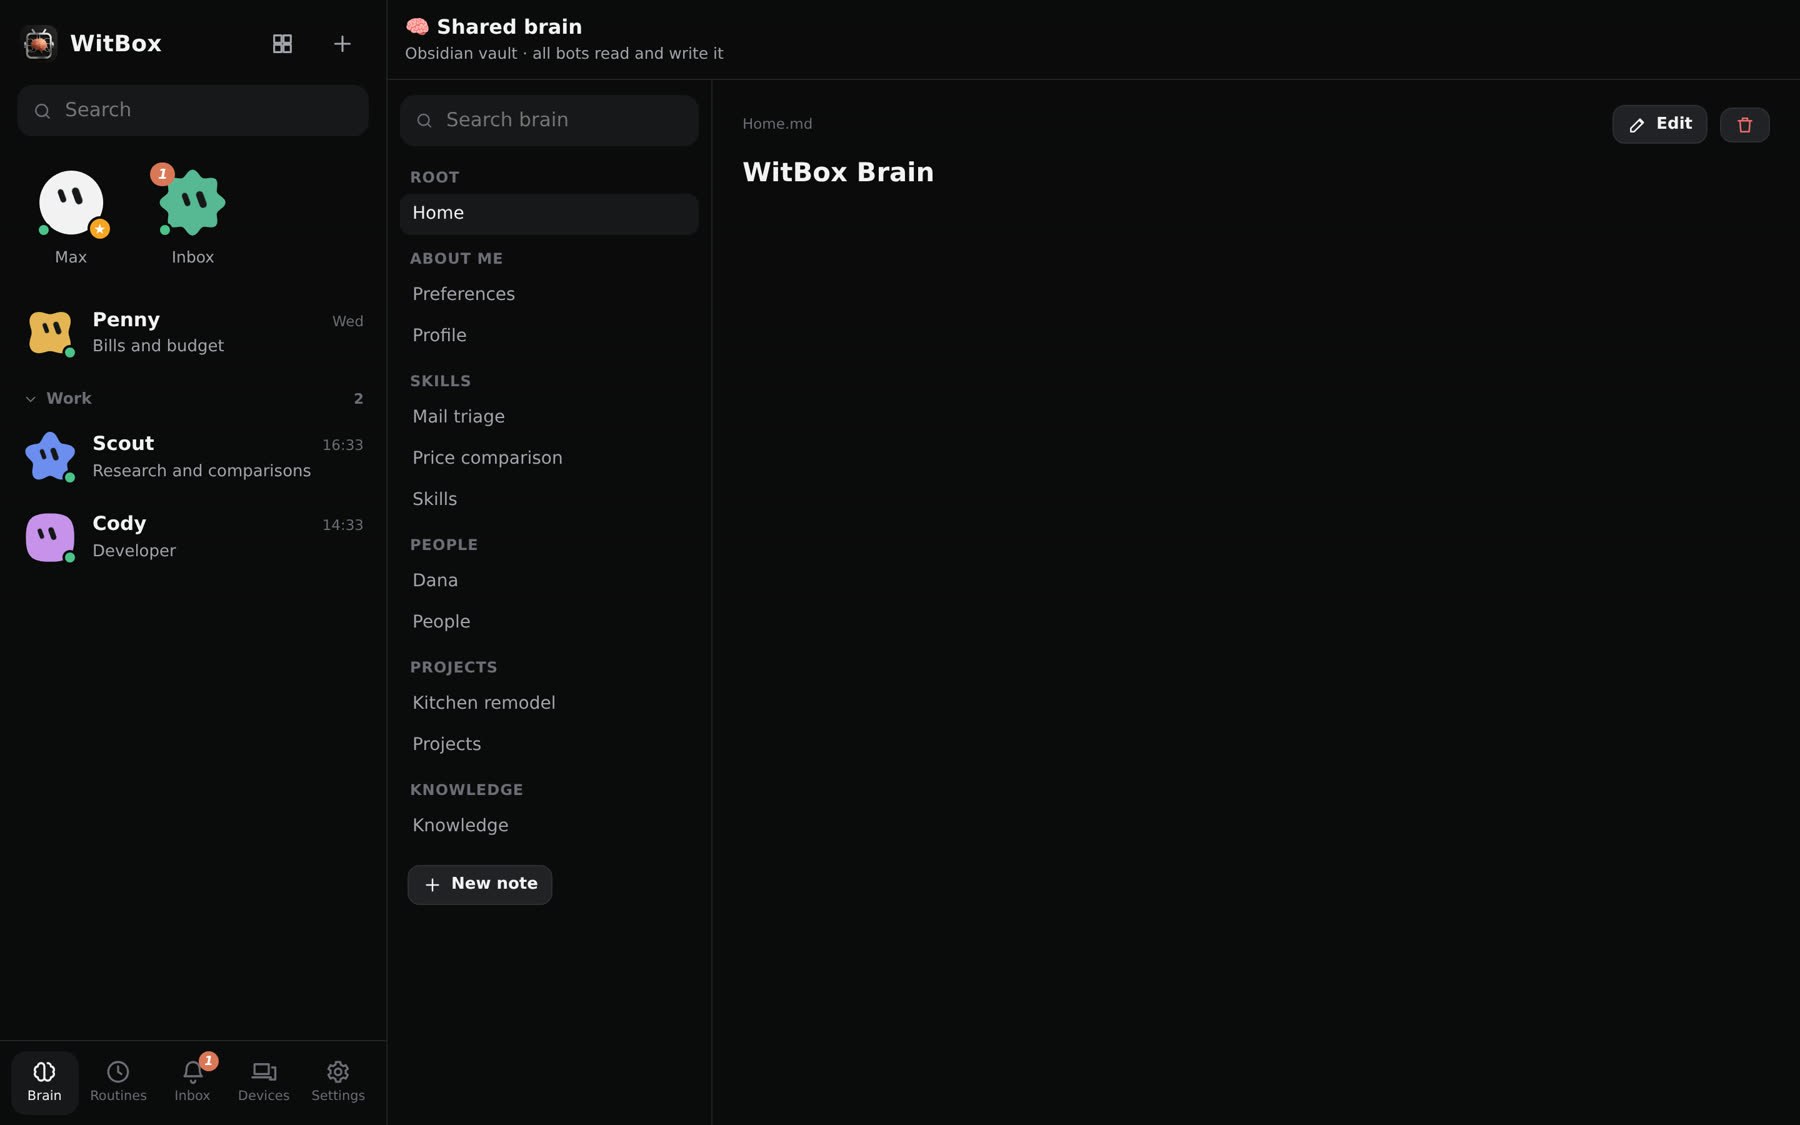 WitBox
Search
1
Max
Inbox
Penny
Wed
Bills and budget
Work
2
Scout
16:33
Research and comparisons
Cody
14:33
Developer
Brain
Routines
1
Inbox
Devices
Settings
🧠 Shared brain
Obsidian vault · all bots read and write it
Search brain
ROOT
Home
ABOUT ME
Preferences
Profile
SKILLS
Mail triage
Price comparison
Skills
PEOPLE
Dana
People
PROJECTS
Kitchen remodel
Projects
KNOWLEDGE
Knowledge
New note
Home.md
Edit
WitBox Brain